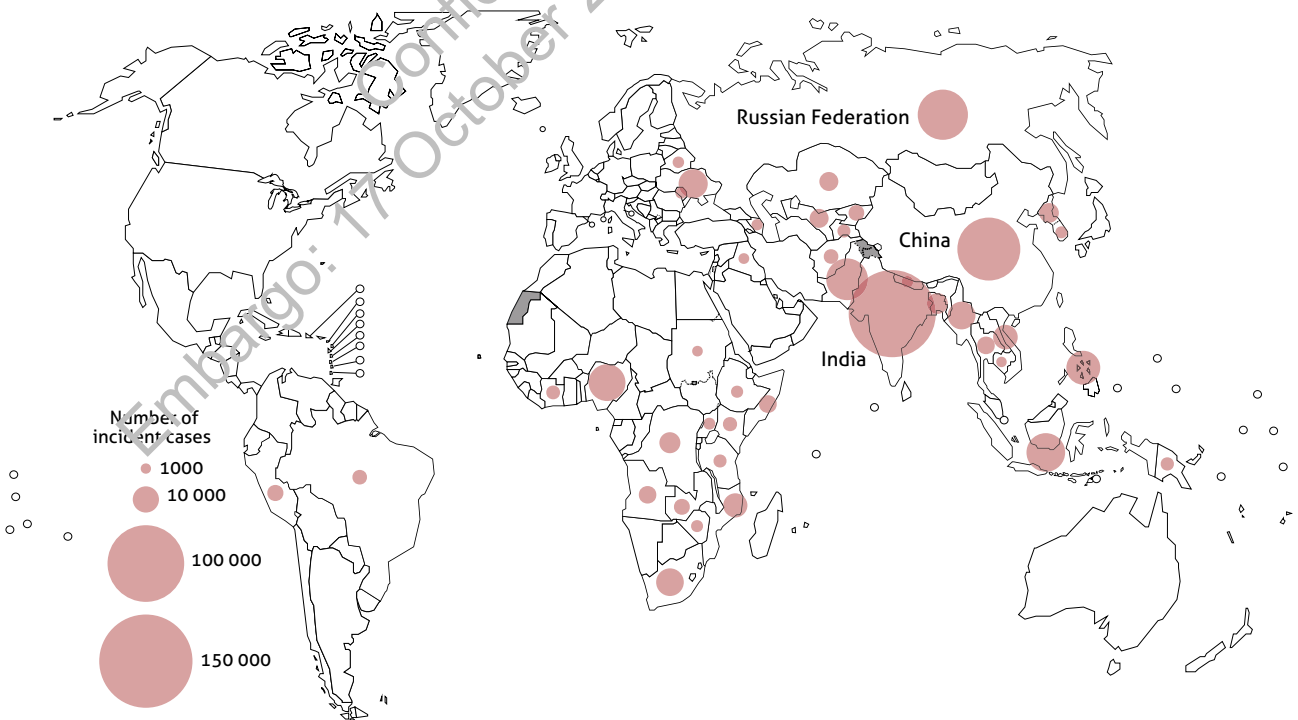 Embargo: 17 October 2
Russian Federation
China
India
Number of
incident cases
1000
10 000
100 000
150 000